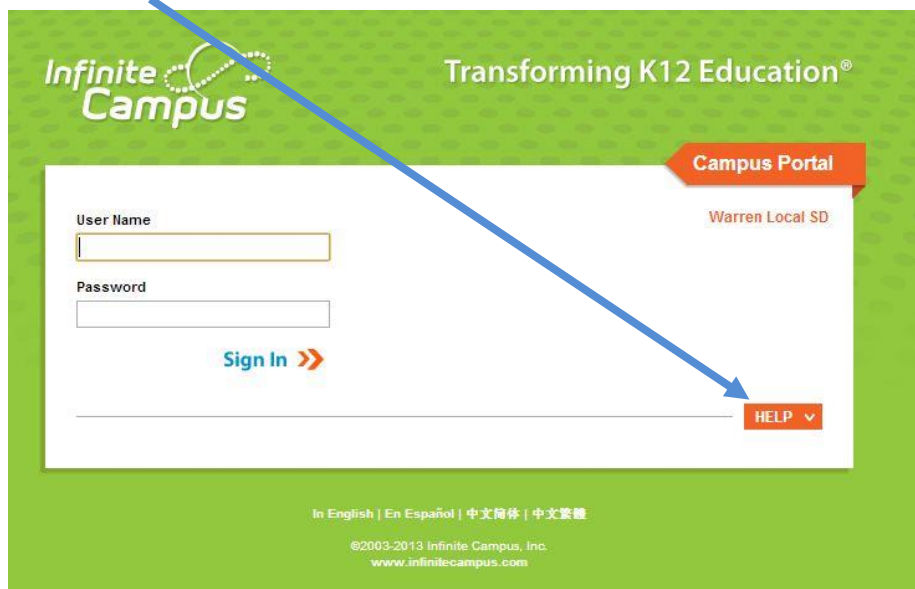 Infinite
Campus
Transforming K12 Education®
Campus Portal
Warren Local SD
User Name
Password
Sign In
HELP
In English | En Español | 中文简体 | 中文繁體
©2003-2013 Infinite Campus, Inc.
www.infinitecampus.com